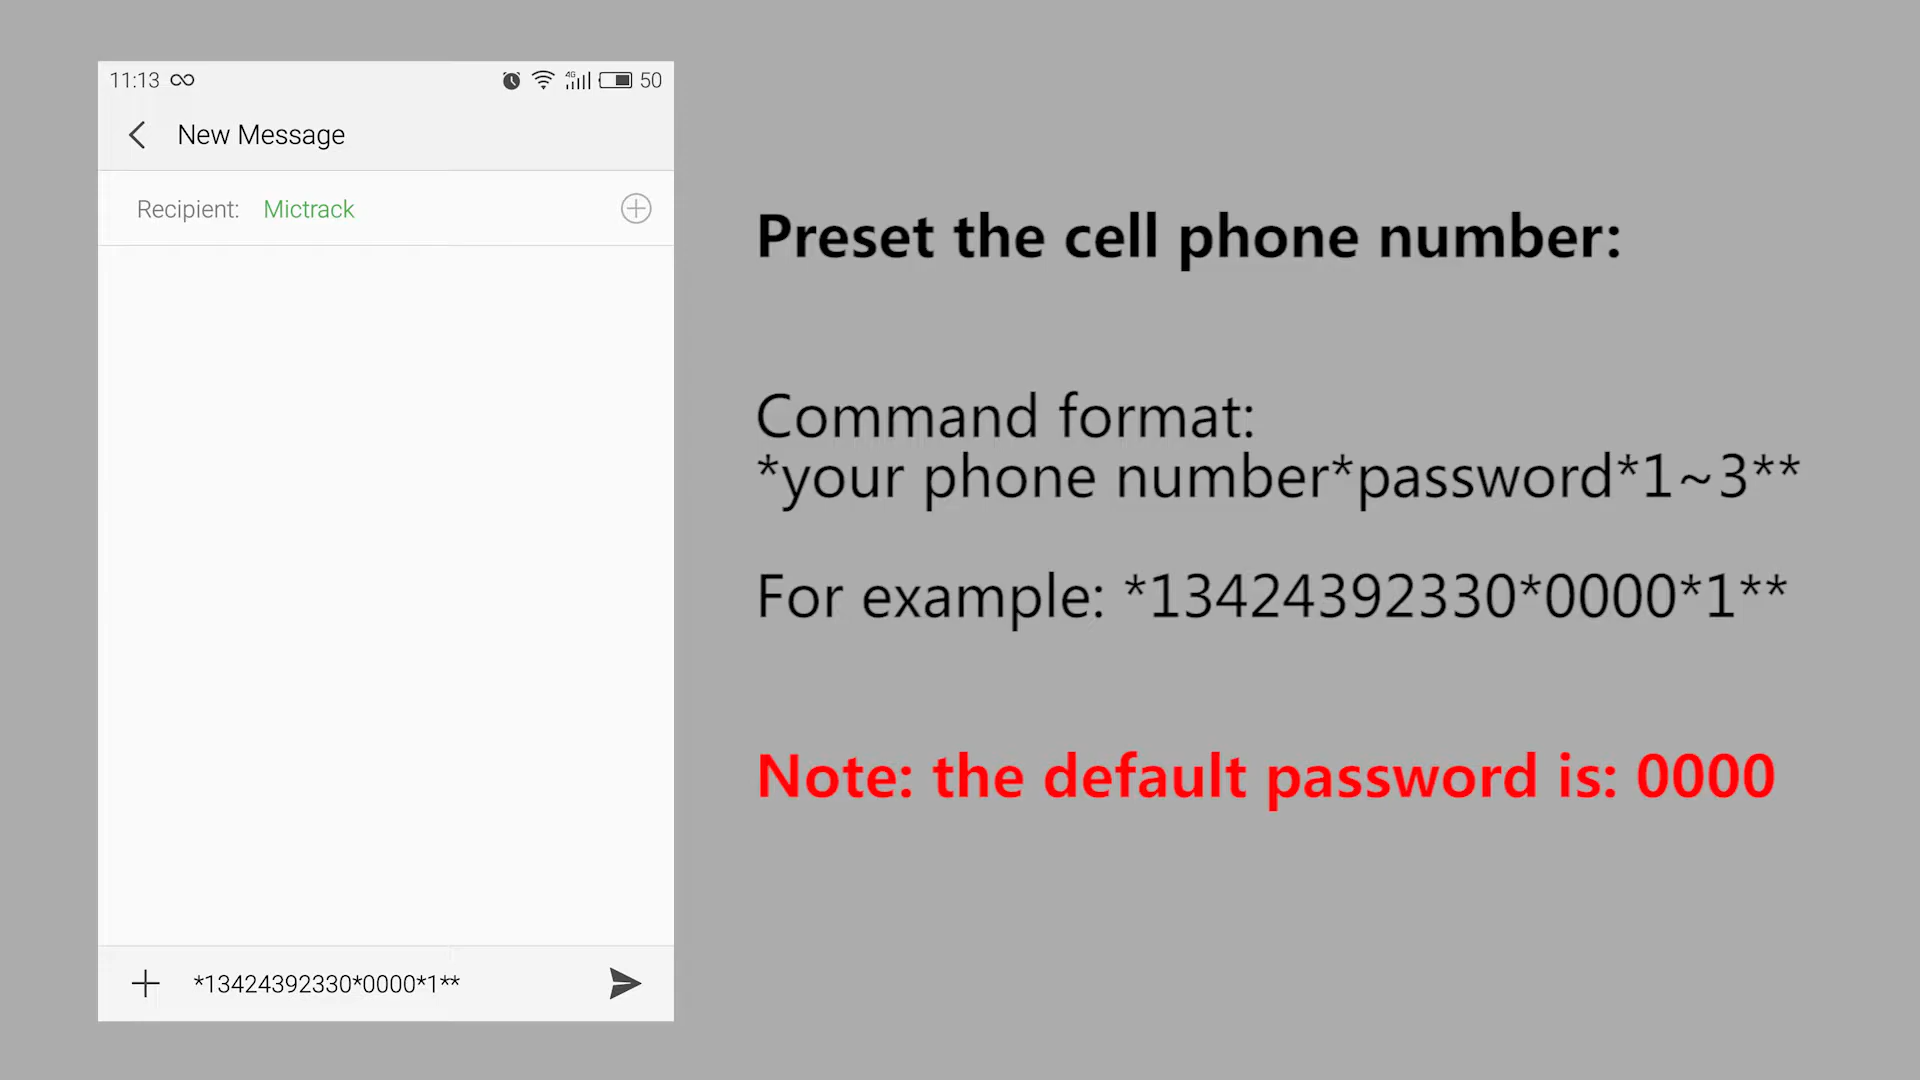 11:13
4G
50
New Message
Recipient: Mictrack
*13424392330*0000*1**
Preset the cell phone number:
Command format:
*your phone number*password*1~3**
For example: *13424392330*0000*1**
Note: the default password is: 0000